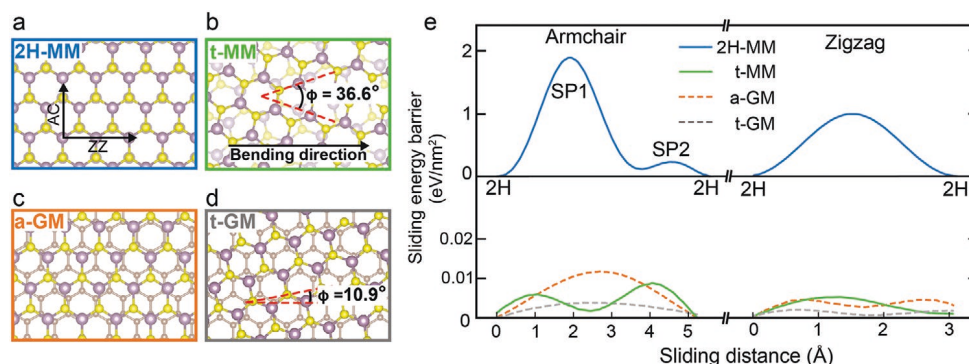 a
2H-MM
AC
ZZ
b
t-MM
ϕ = 36.6°
Bending direction
c
a-GM
d
t-GM
ϕ =10.9°
e
Armchair
Zigzag
2H-MM
t-MM
a-GM
t-GM
SP1
SP2
Sliding energy barrier
(eV/nm²)
2
1
0
2H
2H
2H
2H
0.02
0.01
0
0 1 2 3 4 5
0 1 2 3
Sliding distance (Å)